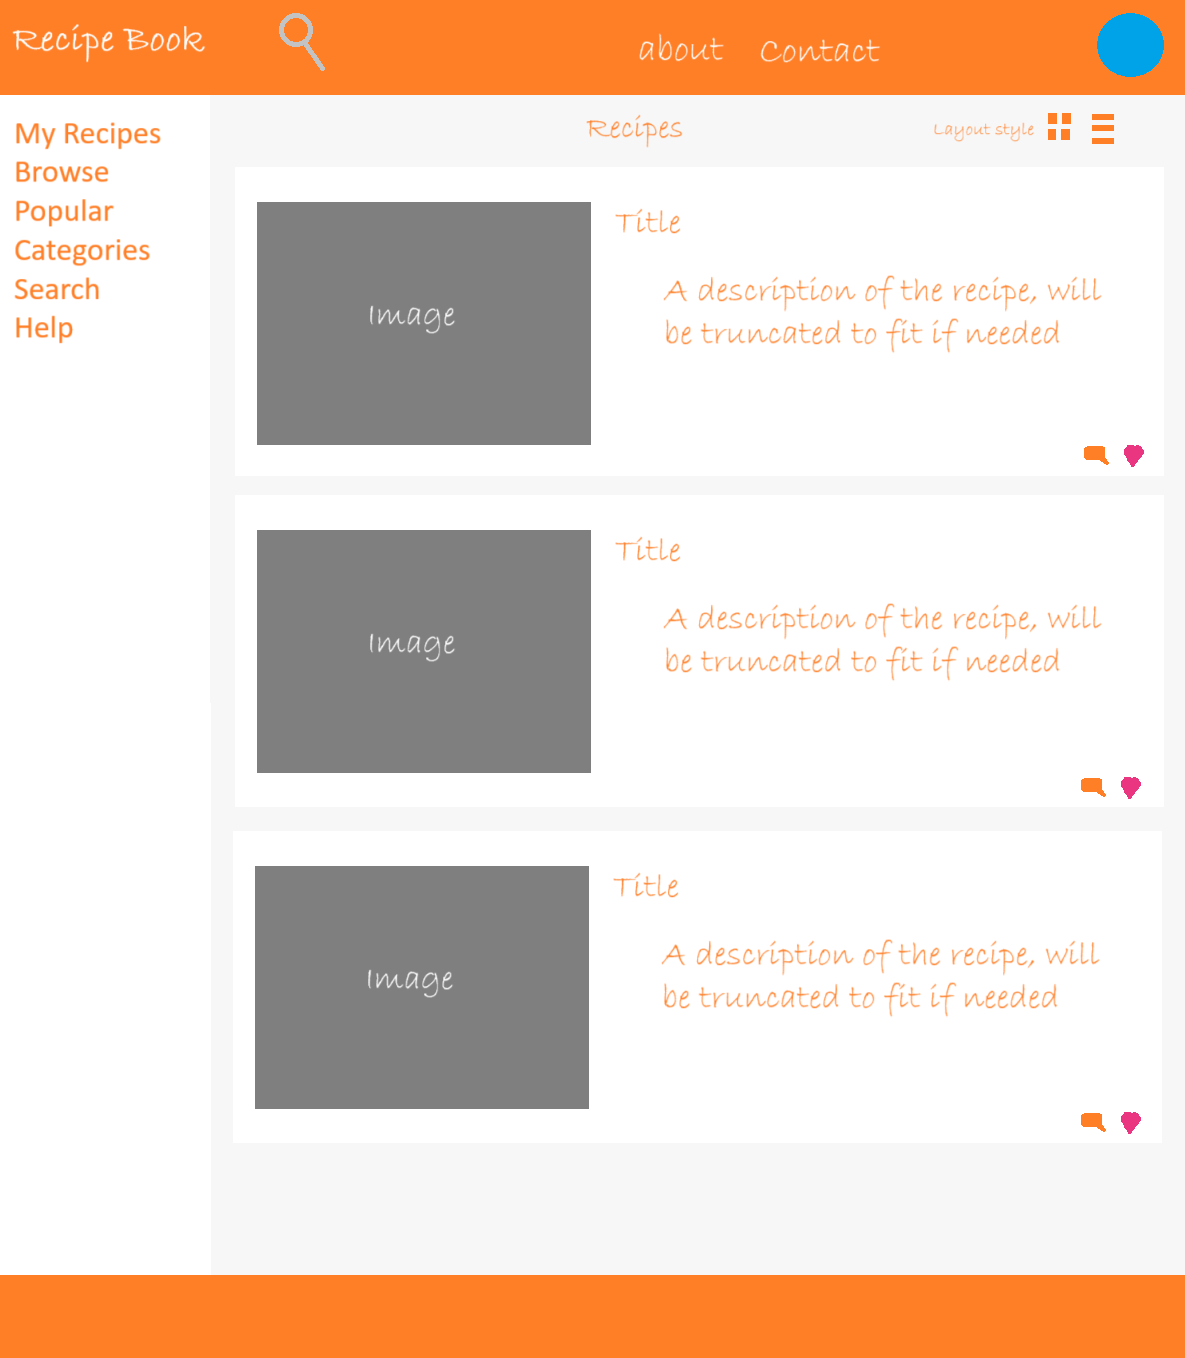 Recipe Book
about Contact
My Recipes
Browse
Popular
Categories
Search
Help
Recipes
Layout style
Image
Title
A description of the recipe, will
be truncated to fit if needed
Image
Title
A description of the recipe, will
be truncated to fit if needed
Image
Title
A description of the recipe, will
be truncated to fit if needed